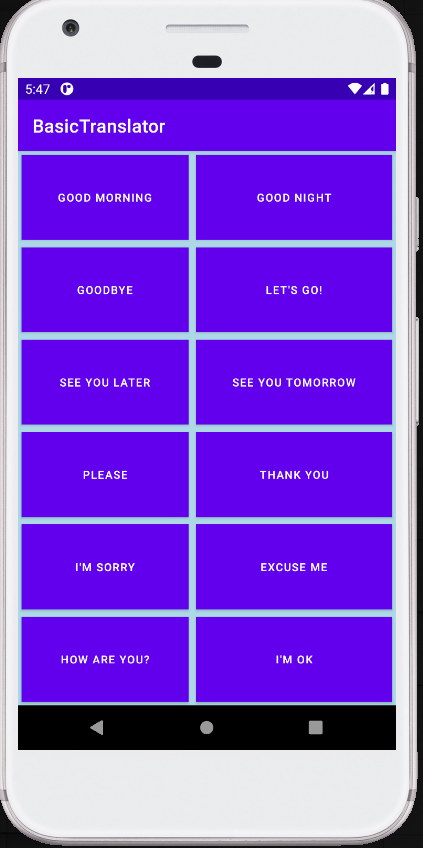 5:47
BasicTranslator
GOOD MORNING
GOOD NIGHT
GOODBYE
LET'S GO!
SEE YOU LATER
SEE YOU TOMORROW
PLEASE
THANK YOU
I'M SORRY
EXCUSE ME
HOW ARE YOU?
I'M OK